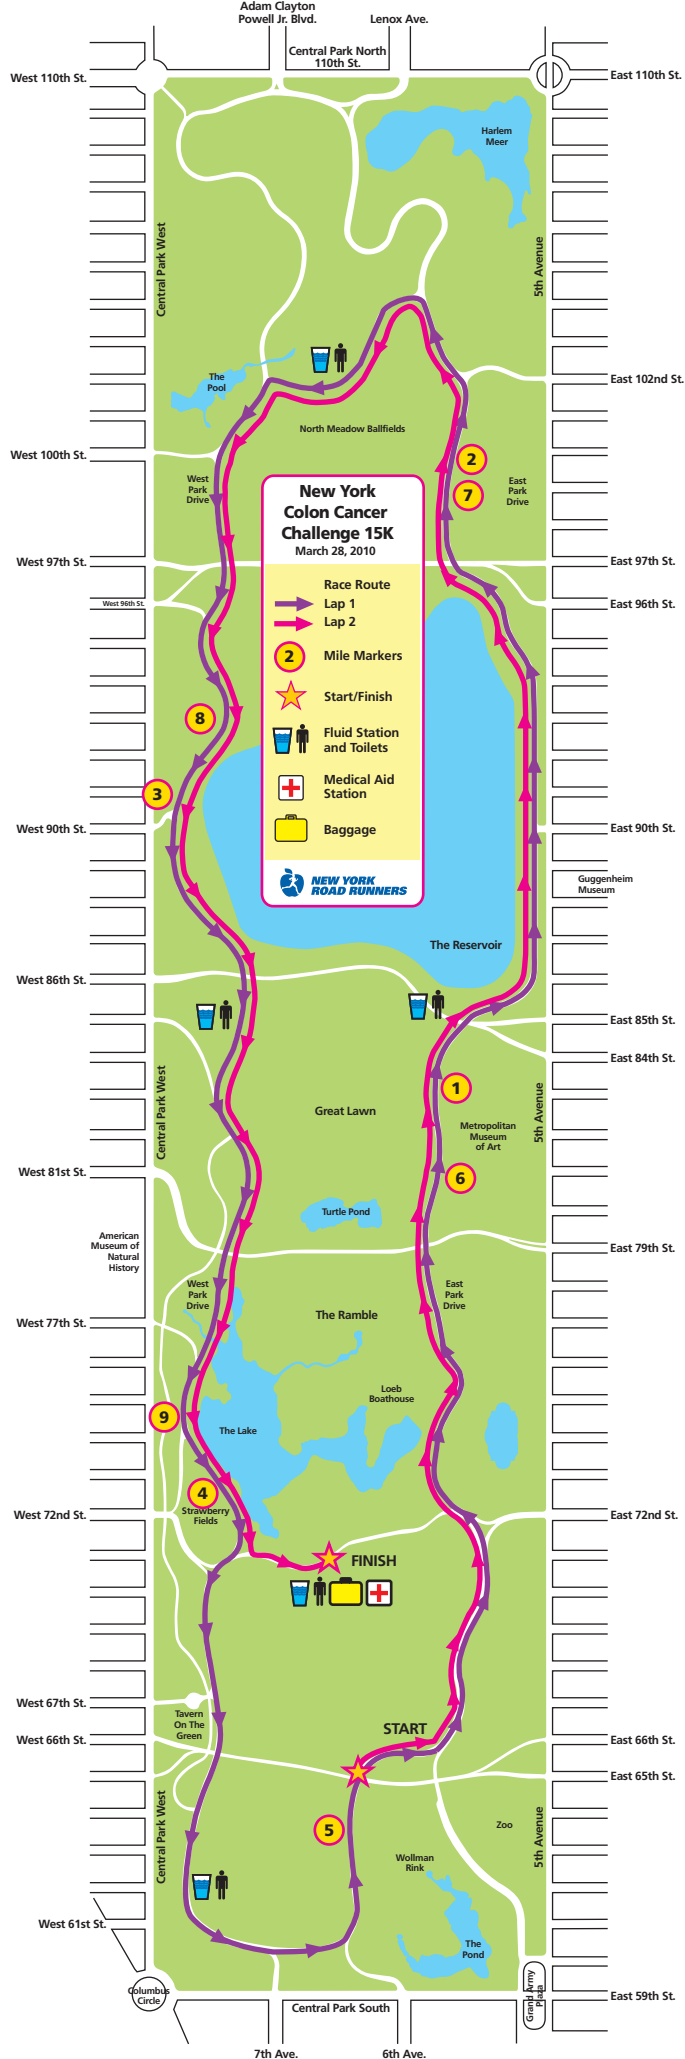 Adam Clayton
Powell Jr. Blvd.
Lenox Ave.
Central Park North
110th St.
West 110th St.
East 110th St.
Harlem
Meer
Central Park West
5th Avenue
The
Pool
East 102nd St.
North Meadow Ballfields
West 100th St.
2
West
Park
Drive
7
East
Park
Drive
New York
Colon Cancer
Challenge 15K
March 28, 2010
Race Route
Lap 1
Lap 2
2
Mile Markers
Start/Finish
Fluid Station
and Toilets
Medical Aid
Station
Baggage
NEW YORK
ROAD RUNNERS
West 97th St.
East 97th St.
West 96th St.
East 96th St.
8
3
West 90th St.
East 90th St.
Guggenheim
Museum
The Reservoir
West 86th St.
East 85th St.
East 84th St.
1
Central Park West
Great Lawn
5th Avenue
Metropolitan
Museum
of Art
6
West 81st St.
Turtle Pond
American
Museum of
Natural
History
East 79th St.
West
Park
Drive
East
Park
Drive
The Ramble
West 77th St.
Loeb
Boathouse
9
The Lake
4
Strawberry
Fields
West 72nd St.
East 72nd St.
FINISH
West 67th St.
Tavern
On The
Green
START
West 66th St.
East 66th St.
East 65th St.
Central Park West
5
Zoo
5th Avenue
Wollman
Rink
West 61st St.
The
Pond
Columbus
Circle
Grand Army
Plaza
East 59th St.
Central Park South
7th Ave.
6th Ave.